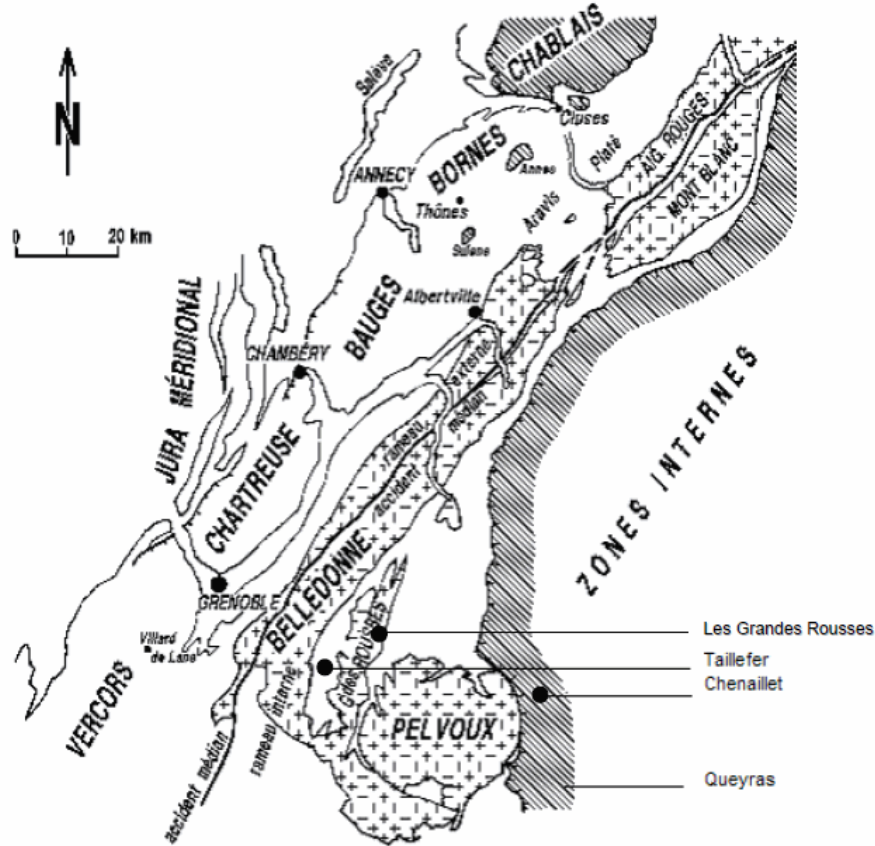 CHABLAIS
Salève
N
Cluses
Platé
AIG. ROUGES
MONT BLANC
BORNES
Annes
ANNECY
Thônes
Aravis
Sulens
0 10 20 km
JURA MÉRIDIONAL
BAUGES
Albertville
CHAMBÉRY
externe
médian
rameau
accident
CHARTREUSE
ZONES INTERNES
BELLEDONNE
GRENOBLE
Villard
de Lans
VERCORS
Gdes ROUSSES
Les Grandes Rousses
Taillefer
Chenaillet
interne
rameau
PELVOUX
accident médian
Queyras